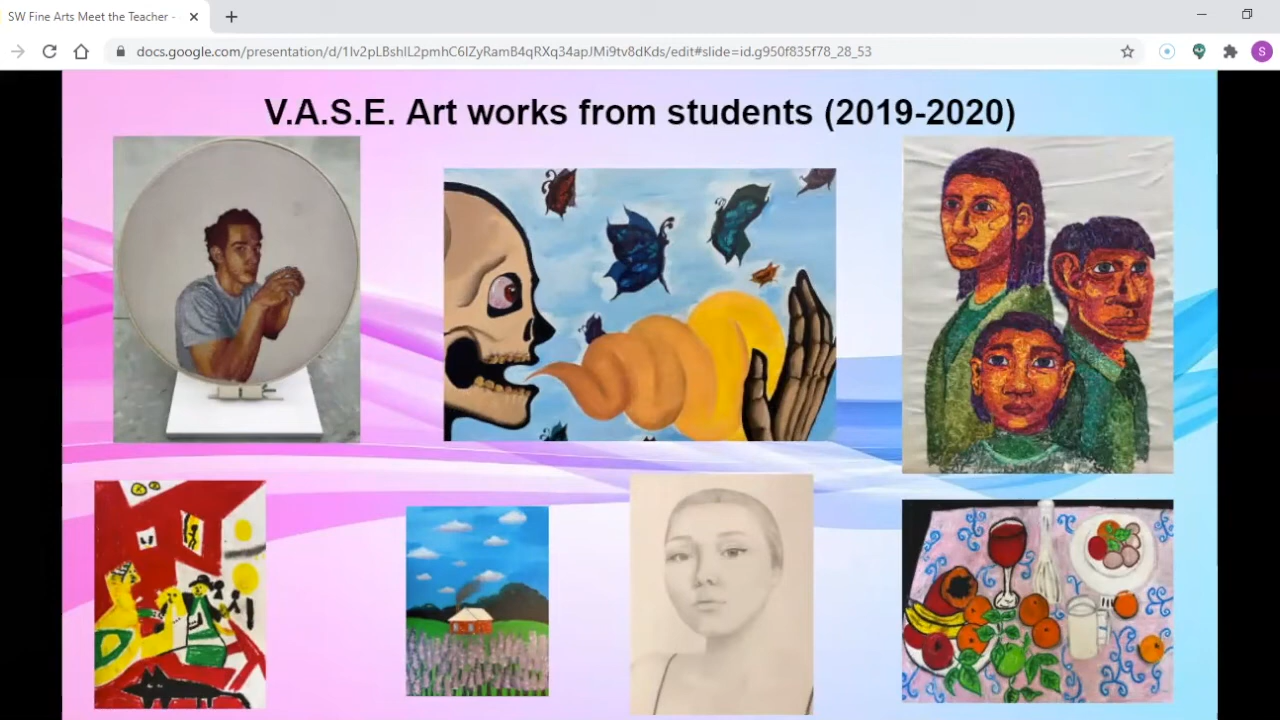 SW Fine Arts Meet the Teacher -
docs.google.com/presentation/d/1Iv2pLBshlL2pmhC6lZyRamB4qRXq34apJMi9tv8dKds/edit#slide=id.g950f835f78_28_53
S
V.A.S.E. Art works from students (2019-2020)